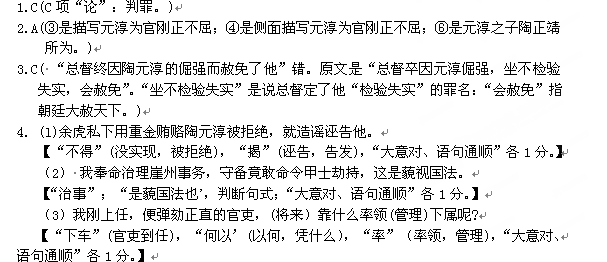 1.C(C 项“论”：判罪。)
2.A(③是描写元淳为官刚正不屈；④是侧面描写元淳为官刚正不屈；⑥是元淳之子陶正靖
所为。)
3.C(·“总督终因陶元淳的倔强而赦免了他”错。原文是“总督卒因元淳倔强，坐不检验
失实，会赦免”。“坐不检验失实”是说总督定了他“检验失实”的罪名：“会赦免”指
朝廷大赦天下。)
4. (1)余虎私下用重金贿赂陶元淳被拒绝，就造谣诬告他。
【 “不得”(没实现，被拒绝)，“揭”(诬告，告发)，“大意对、语句通顺”各1分。】
（2）·我奉命治理崖州事务，守备竟敢命令甲士劫持，这是藐视国法。
【“治事”；“是藐国法也’，判断句式；“大意对、语句通顺”各1分。】
（3）我刚上任，便弹劾正直的官吏，(将来) 靠什么率领(管理)下属呢?
【 “下车”(官吏到任)，“何以’(以何，凭什么)，“率” (率领，管理)，“大意对、
语句通顺”各1分。】